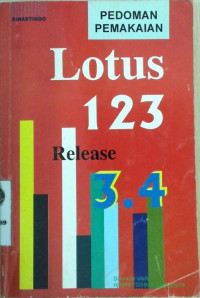 DINASTINDO
PEDOMAN
PEMAKAIAN
Lotus
123
Release
3.4